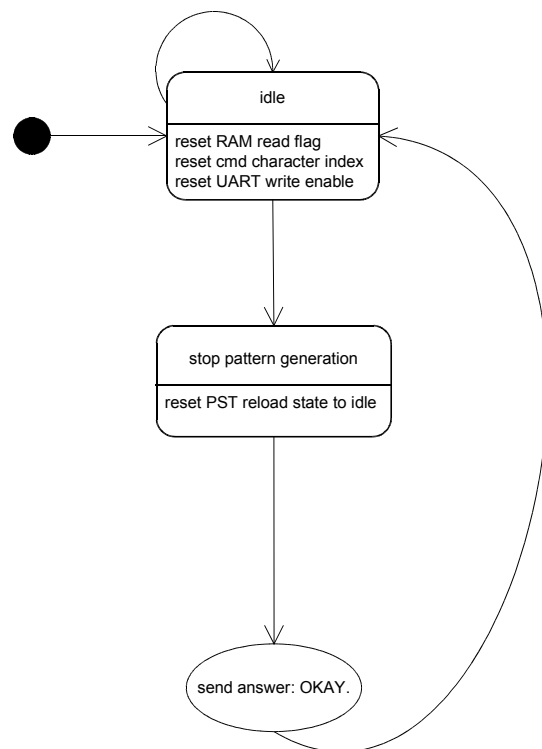 idle
reset RAM read flag
reset cmd character index
reset UART write enable
stop pattern generation
reset PST reload state to idle
send answer: OKAY.